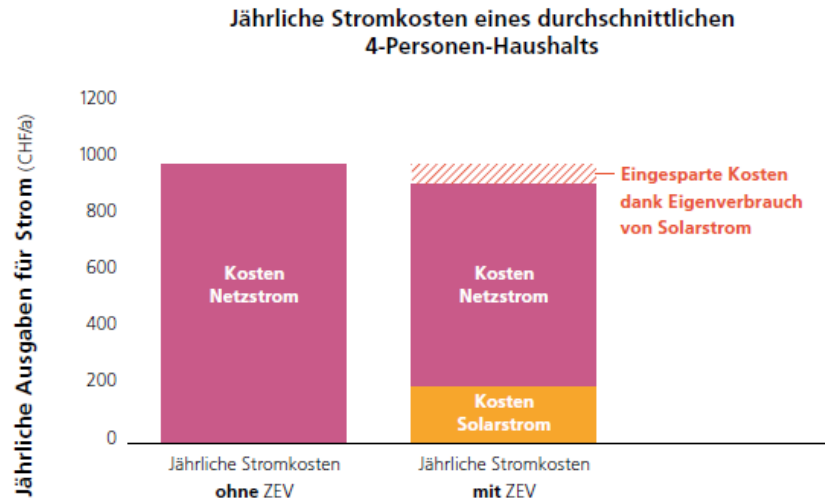 Jährliche Stromkosten eines durchschnittlichen
4-Personen-Haushalts
Jährliche Ausgaben für Strom (CHF/a)
1200
1000
800
600
400
200
0
Kosten
Netzstrom
Kosten
Netzstrom
Kosten
Solarstrom
Eingesparte Kosten
dank Eigenverbrauch
von Solarstrom
Jährliche Stromkosten
ohne ZEV
Jährliche Stromkosten
mit ZEV